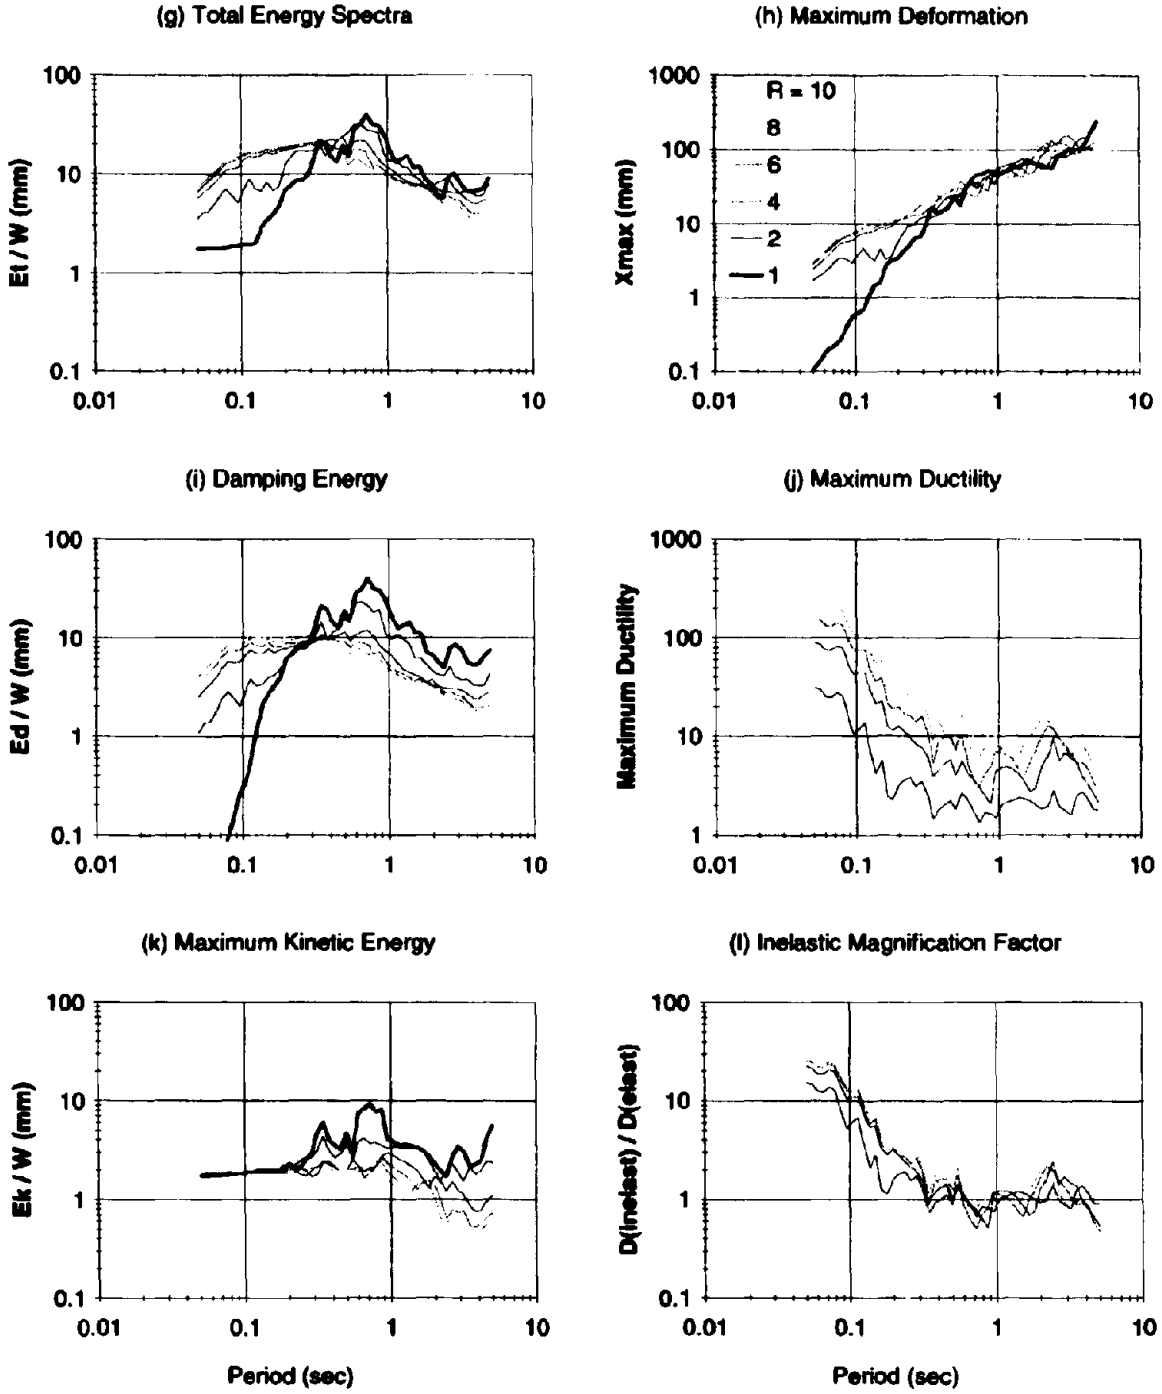 (g) Total Energy Spectra
100
10
1
0.1
Et / W (mm)
0.01 0.1 1 10
(h) Maximum Deformation
1000
100
10
1
0.1
Xmax (mm)
R = 10
8
6
4
2
1
0.01 0.1 1 10
(i) Damping Energy
100
10
1
0.1
Ed / W (mm)
0.01 0.1 1 10
(j) Maximum Ductility
1000
100
10
1
Maximum Ductility
0.01 0.1 1 10
(k) Maximum Kinetic Energy
100
10
1
0.1
Ek / W (mm)
0.01 0.1 1 10
Period (sec)
(l) Inelastic Magnification Factor
100
10
1
0.1
D(inelast) / D(elast)
0.01 0.1 1 10
Period (sec)